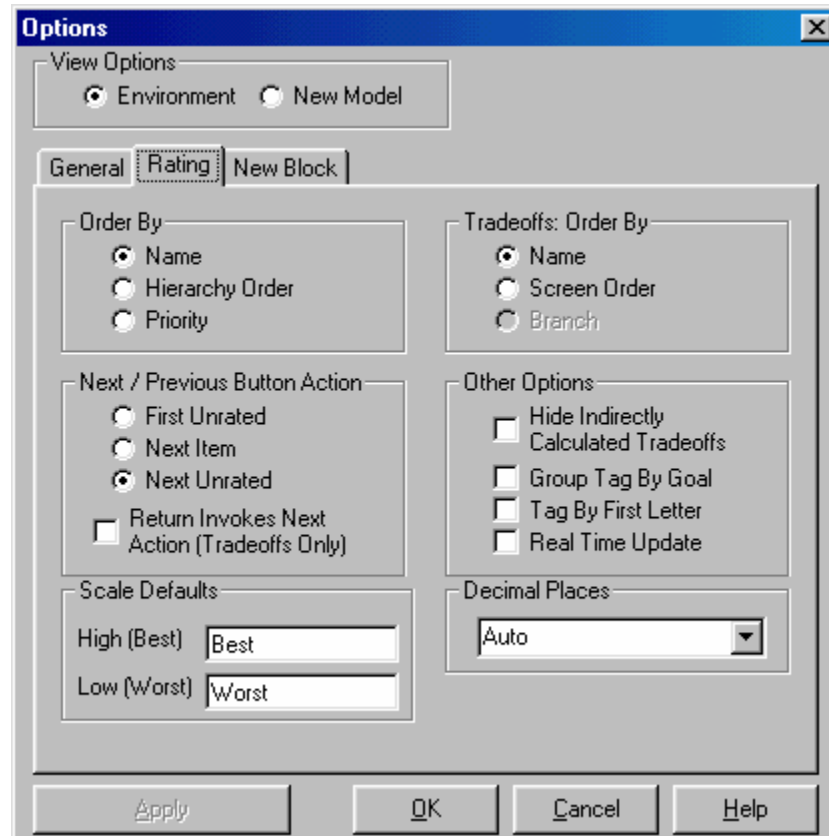 Options
View Options
Environment New Model
General Rating New Block
Order By
Name
Hierarchy Order
Priority
Tradeoffs: Order By
Name
Screen Order
Branch
Next / Previous Button Action
First Unrated
Next Item
Next Unrated
Return Invokes Next
Action (Tradeoffs Only)
Other Options
Hide Indirectly
Calculated Tradeoffs
Group Tag By Goal
Tag By First Letter
Real Time Update
Scale Defaults
High (Best) Best
Low (Worst) Worst
Decimal Places
Auto
Apply OK Cancel Help